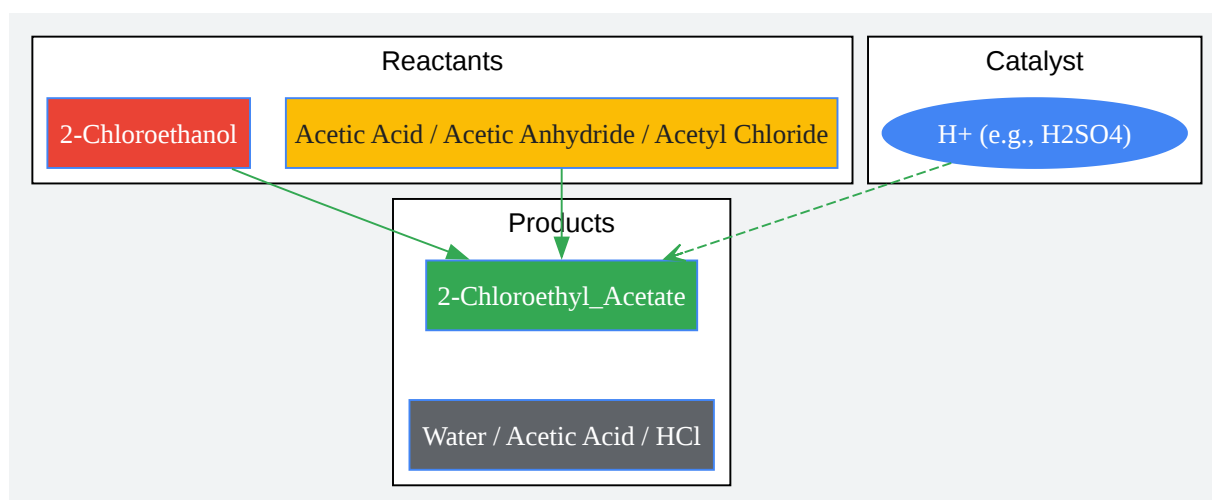 Reactants
Catalyst
2-Chloroethanol
Acetic Acid / Acetic Anhydride / Acetyl Chloride
H+ (e.g., H2SO4)
Products
2-Chloroethyl_Acetate
Water / Acetic Acid / HCl